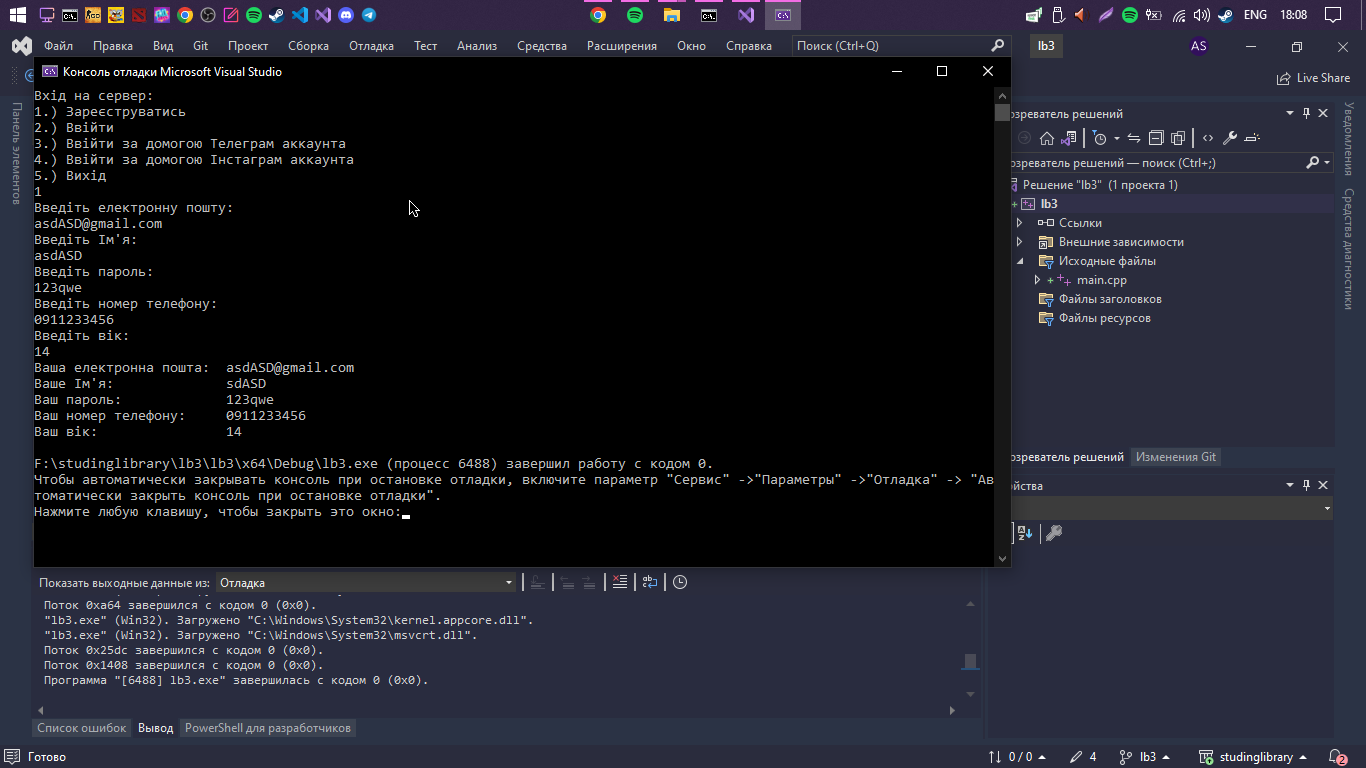 ENG 18:08
Файл Правка Вид Git Проект Сборка Отладка Тест Анализ Средства Расширения Окно Справка Поиск (Ctrl+Q) lb3 AS
Live Share
Консоль отладки Microsoft Visual Studio
Вхід на сервер:
1.) Зареєструватись
2.) Ввійти
3.) Ввійти за домогою Телеграм аккаунта
4.) Ввійти за домогою Інстаграм аккаунта
5.) Вихід
1
Введіть електронну пошту:
asdASD@gmail.com
Введіть Ім'я:
asdASD
Введіть пароль:
123qwe
Введіть номер телефону:
0911233456
Введіть вік:
14
Ваша електронна пошта: asdASD@gmail.com
Ваше Ім'я: sdASD
Ваш пароль: 123qwe
Ваш номер телефону: 0911233456
Ваш вік: 14
F:\studinglibrary\lb3\lb3\x64\Debug\lb3.exe (процесс 6488) завершил работу с кодом 0.
Чтобы автоматически закрывать консоль при остановке отладки, включите параметр "Сервис" ->"Параметры" ->"Отладка" -> "Ав
томатически закрыть консоль при остановке отладки".
Нажмите любую клавишу, чтобы закрыть это окно:
Панель элементов
озреватель решений
озреватель решений — поиск (Ctrl+;)
Решение "lb3" (1 проекта 1)
lb3
Ссылки
Внешние зависимости
Исходные файлы
main.cpp
Файлы заголовков
Файлы ресурсов
озреватель решений Изменения Git
ойства
Уведомления
Средства диагностики
Показать выходные данные из: Отладка
Поток 0xa64 завершился с кодом 0 (0x0).
"lb3.exe" (Win32). Загружено "C:\Windows\System32\kernel.appcore.dll".
"lb3.exe" (Win32). Загружено "C:\Windows\System32\msvcrt.dll".
Поток 0x25dc завершился с кодом 0 (0x0).
Поток 0x1408 завершился с кодом 0 (0x0).
Программа "[6488] lb3.exe" завершилась с кодом 0 (0x0).
Список ошибок Вывод PowerShell для разработчиков
Готово 0 / 0 4 lb3 studinglibrary 2